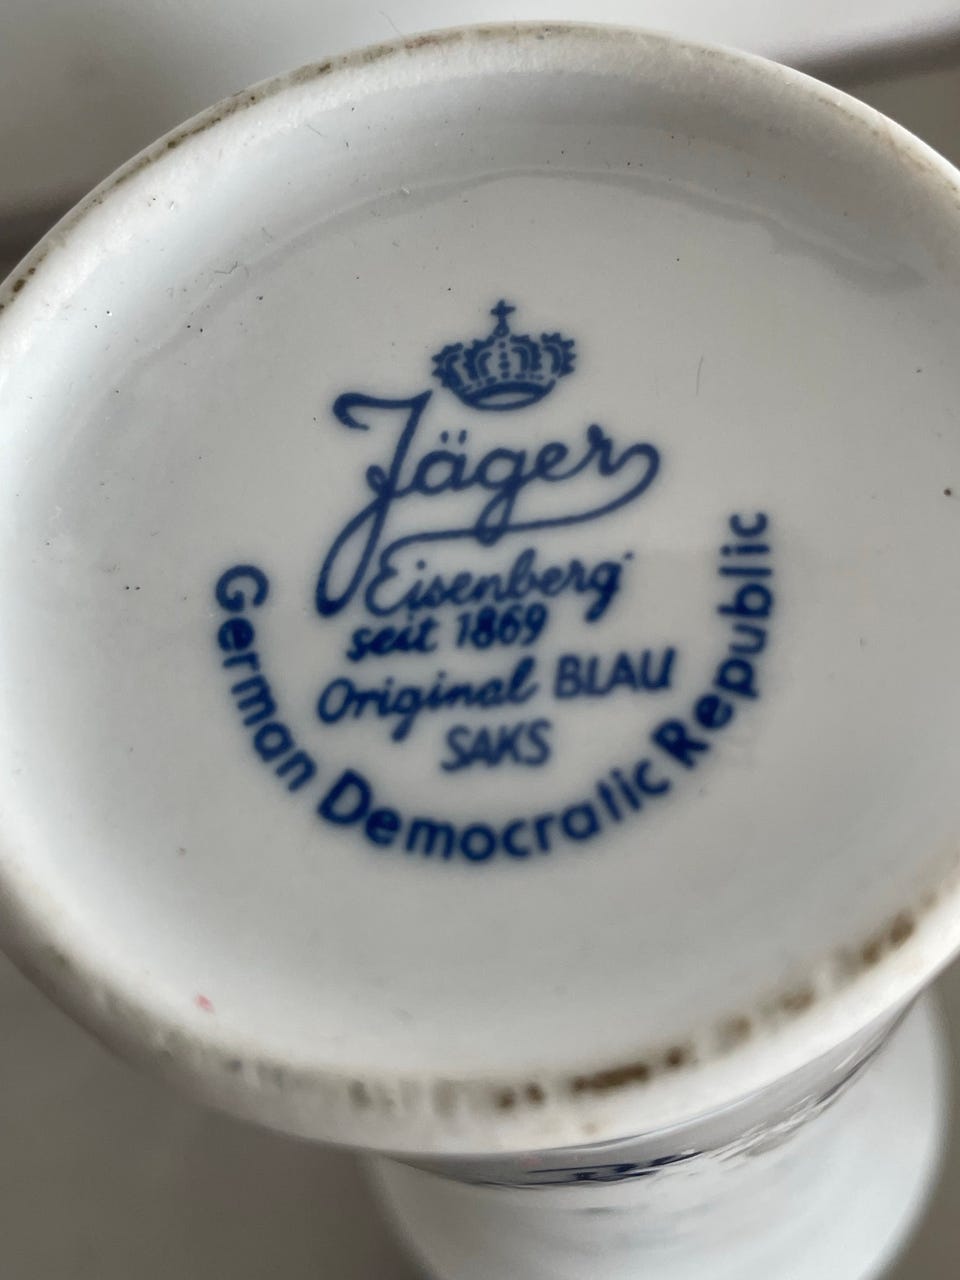 Jäger
Eisenberg
seit 1869
Original BLAU
SAKS
German Democratic Republic